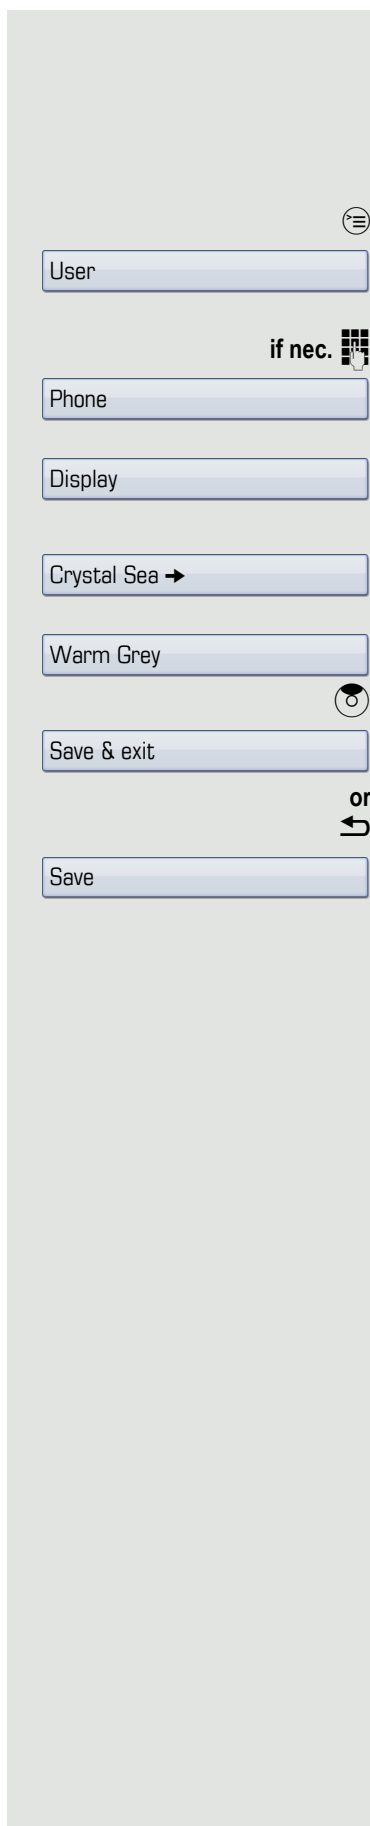 User
if nec.
Phone
Display
Crystal Sea →
Warm Grey
Save & exit
or
Save